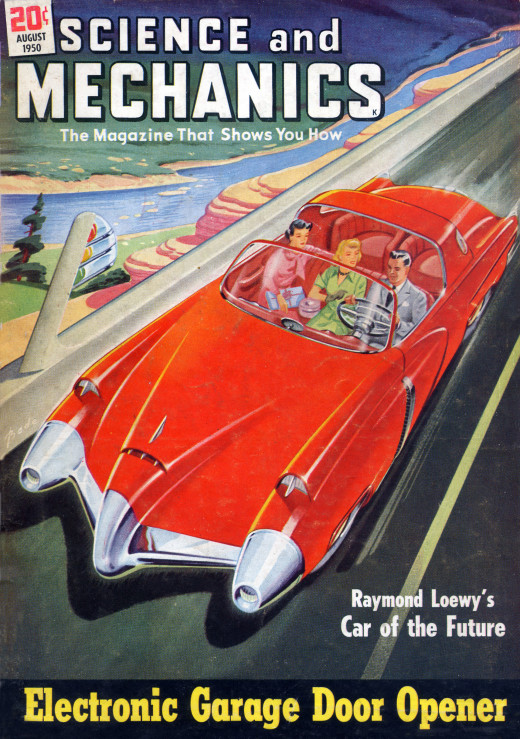 20¢
AUGUST
1950
SCIENCE and
MECHANICS
K
The Magazine That Shows You How
Raymond Loewy's
Car of the Future
Electronic Garage Door Opener